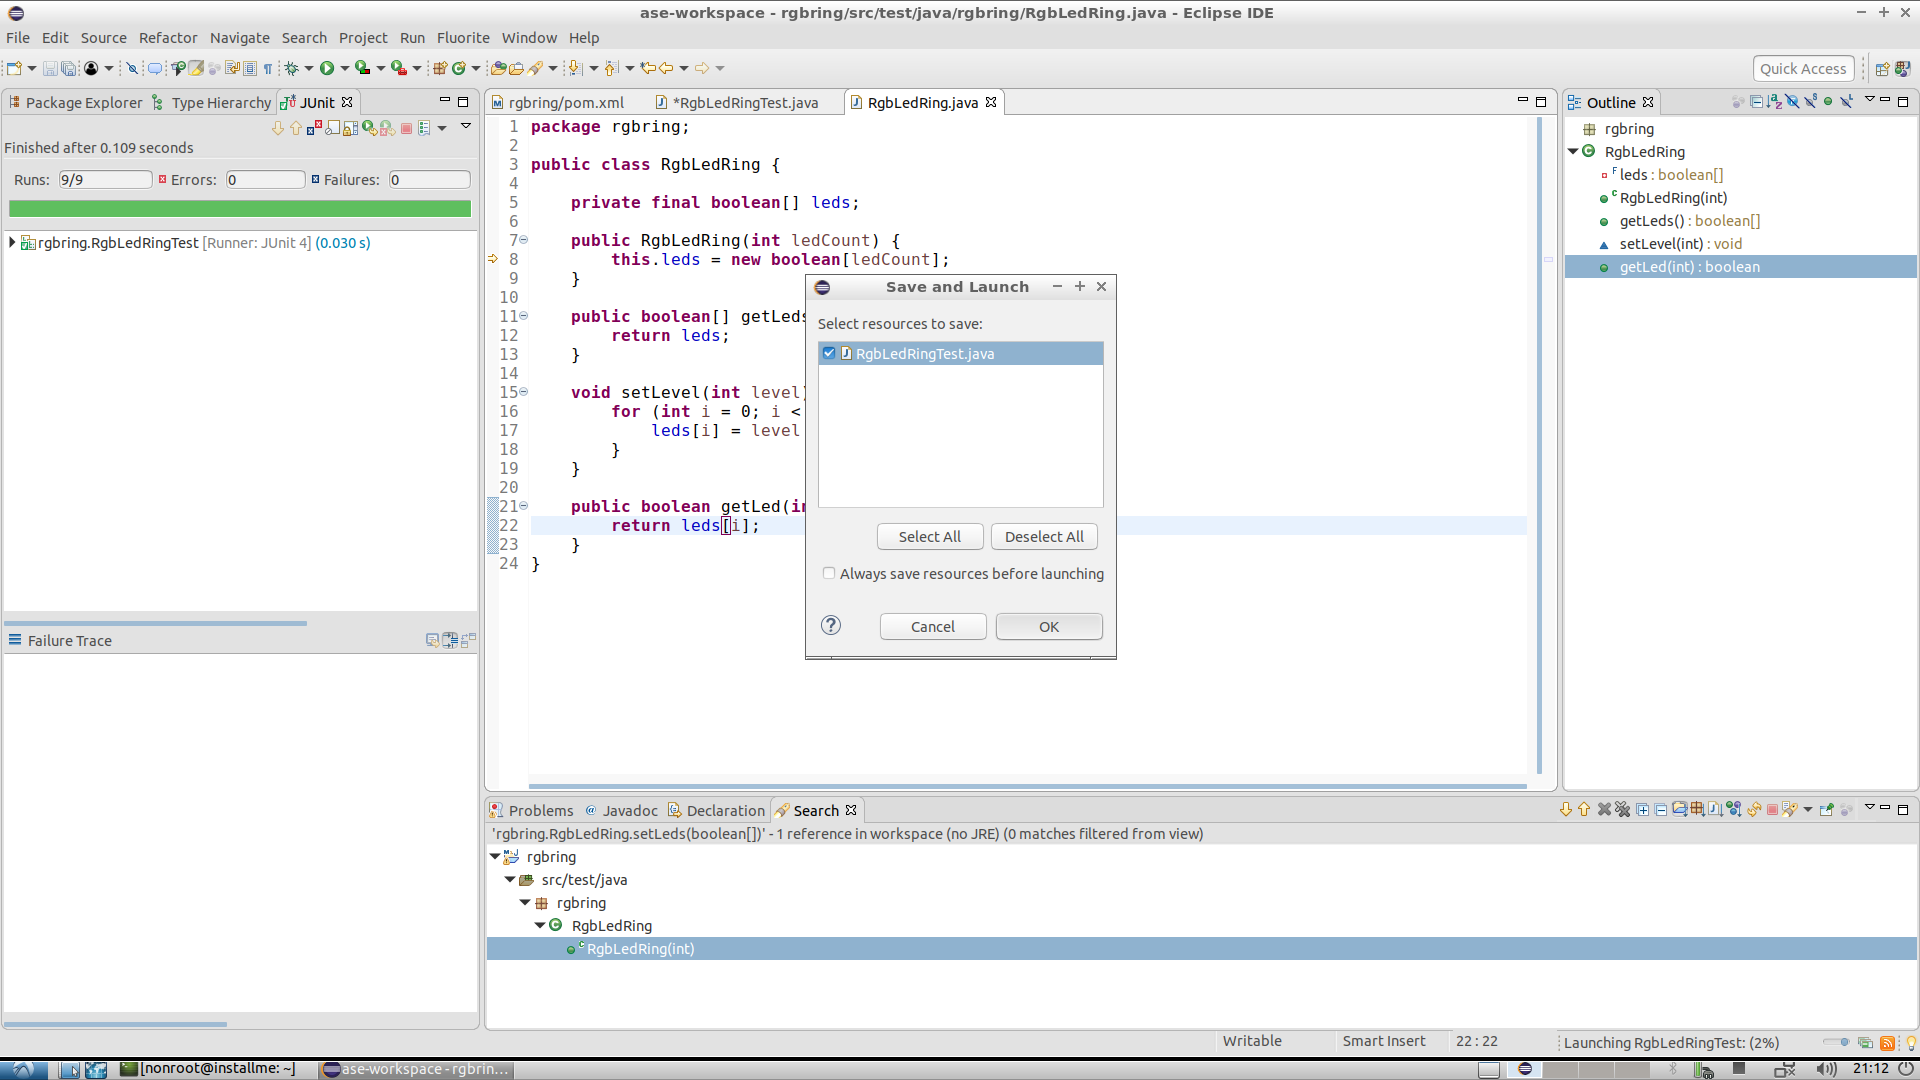 ase-workspace - rgbring/src/test/java/rgbring/RgbLedRing.java - Eclipse IDE
File Edit Source Refactor Navigate Search Project Run Fluorite Window Help
Quick Access
Package Explorer Type Hierarchy JUnit
Finished after 0.109 seconds
Runs: 9/9 Errors: 0 Failures: 0
rgbring.RgbLedRingTest [Runner: JUnit 4] (0.030 s)
Failure Trace
rgbring/pom.xml *RgbLedRingTest.java RgbLedRing.java
1 package rgbring;
2
3 public class RgbLedRing {
4
5 private final boolean[] leds;
6
7 public RgbLedRing(int ledCount) {
8 this.leds = new boolean[ledCount];
9 }
10
11 public boolean[] getLeds
12 return leds;
13 }
14
15 void setLevel(int level)
16 for (int i = 0; i <
17 leds[i] = level
18 }
19 }
20
21 public boolean getLed(in
22 return leds[i];
23 }
24 }
Save and Launch
Select resources to save:
RgbLedRingTest.java
Select All Deselect All
Always save resources before launching
Cancel OK
Outline
rgbring
RgbLedRing
leds : boolean[]
RgbLedRing(int)
getLeds() : boolean[]
setLevel(int) : void
getLed(int) : boolean
Problems Javadoc Declaration Search
'rgbring.RgbLedRing.setLeds(boolean[])' - 1 reference in workspace (no JRE) (0 matches filtered from view)
rgbring
src/test/java
rgbring
RgbLedRing
RgbLedRing(int)
Writable Smart Insert 22 : 22 Launching RgbLedRingTest: (2%)
[nonroot@installme: ~] ase-workspace - rgbrin... 21:12